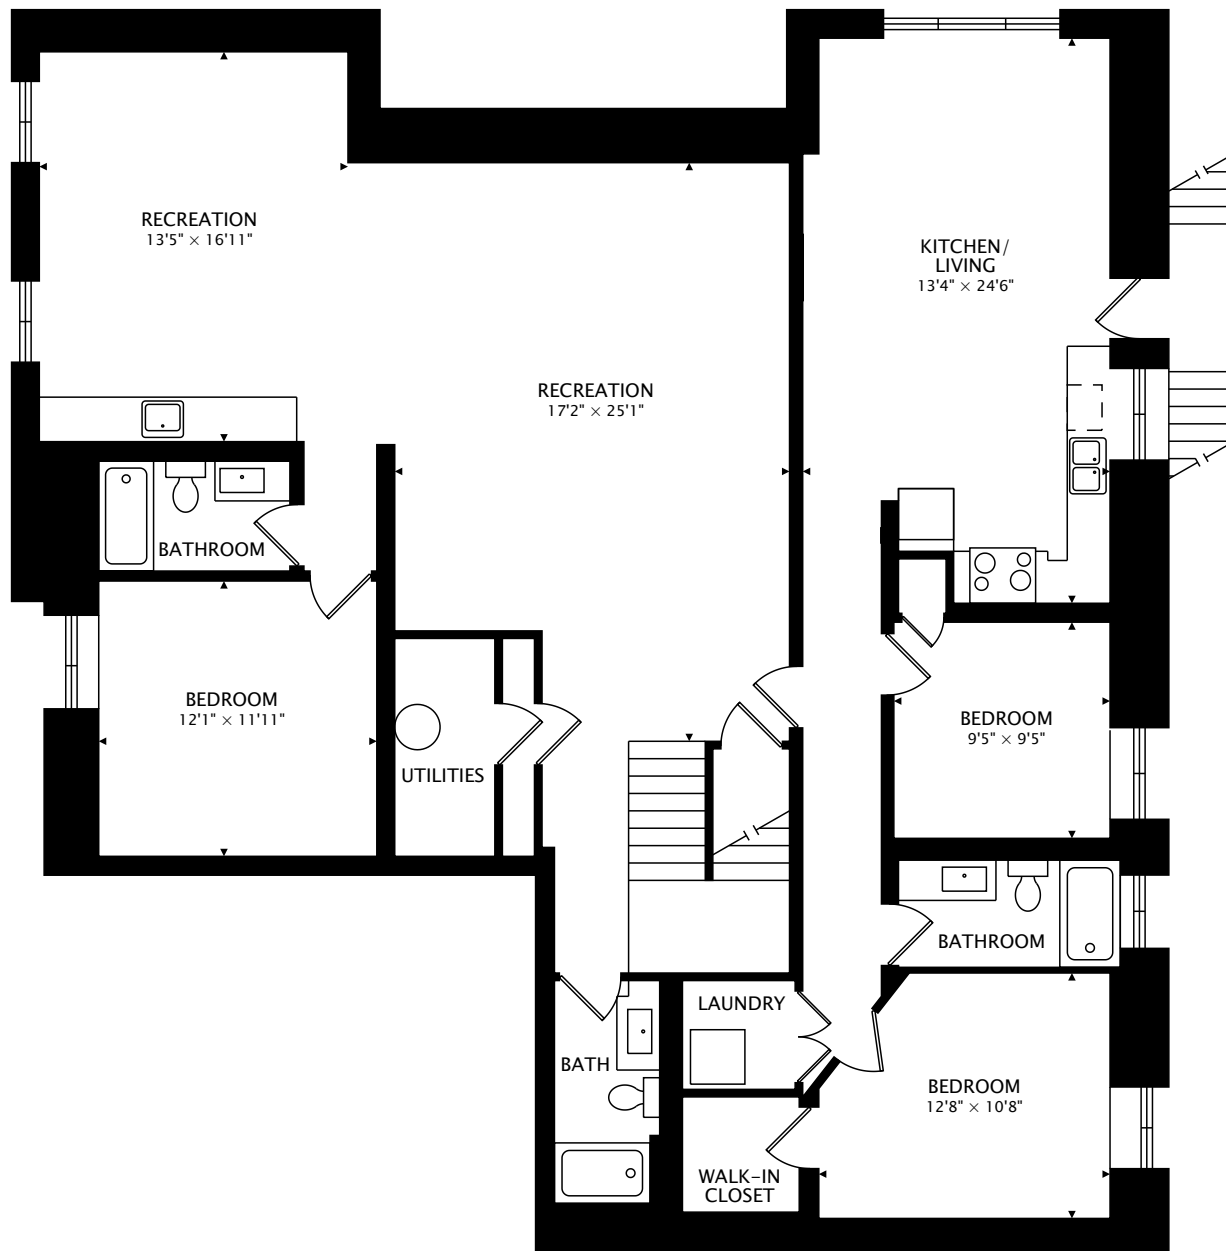 RECREATION
13'5" × 16'11"
KITCHEN/
LIVING
13'4" × 24'6"
RECREATION
17'2" × 25'1"
BATHROOM
BEDROOM
12'1" × 11'11"
UTILITIES
BEDROOM
9'5" × 9'5"
BATHROOM
LAUNDRY
BATH
BEDROOM
12'8" × 10'8"
WALK-IN
CLOSET